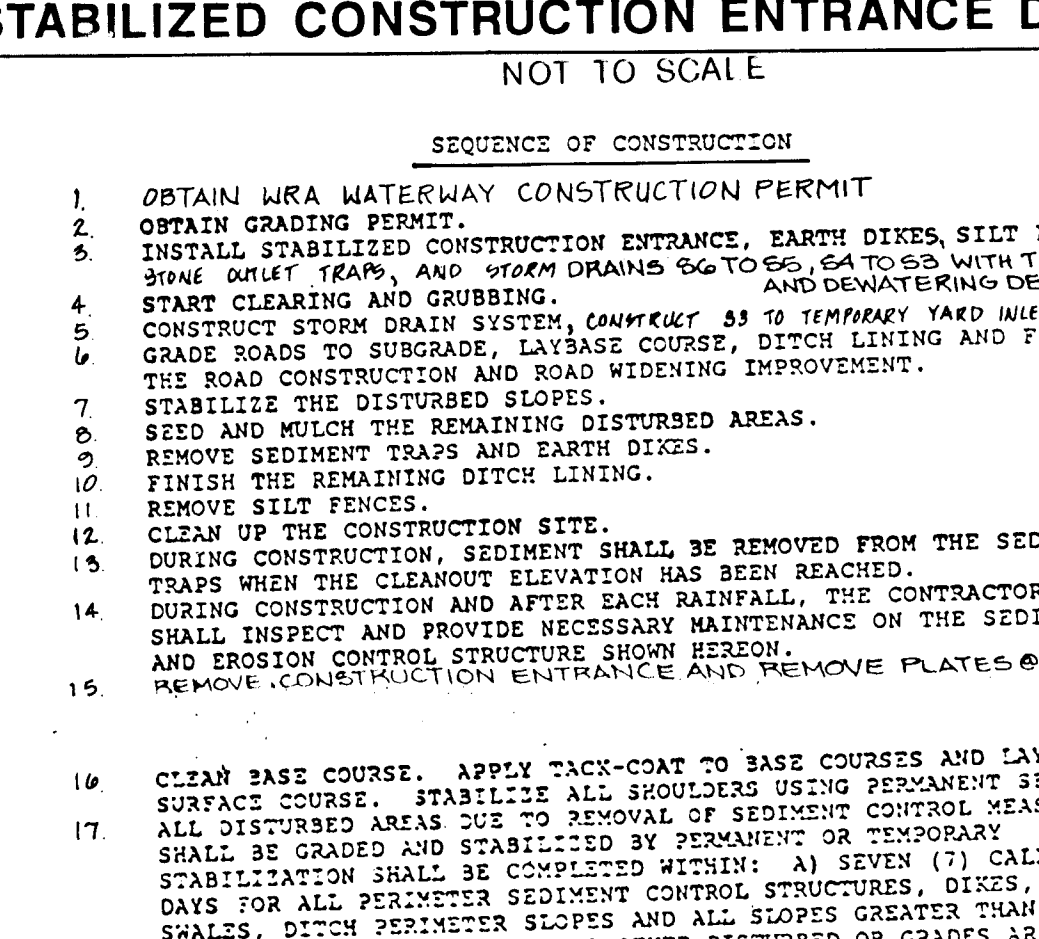 STABILIZED CONSTRUCTION ENTRANCE D
NOT TO SCALE
SEQUENCE OF CONSTRUCTION
1. OBTAIN WRA WATERWAY CONSTRUCTION PERMIT
2. OBTAIN GRADING PERMIT.
3. INSTALL STABILIZED CONSTRUCTION ENTRANCE, EARTH DIKES, SILT
STONE OUTLET TRAPS, AND STORM DRAINS S6 TO S5, S4 TO S3 WITH T
AND DEWATERING DE
4. START CLEARING AND GRUBBING.
5. CONSTRUCT STORM DRAIN SYSTEM, CONSTRUCT S3 TO TEMPORARY YARD INLE
6. GRADE ROADS TO SUBGRADE, LAYBASE COURSE, DITCH LINING AND F
THE ROAD CONSTRUCTION AND ROAD WIDENING IMPROVEMENT.
7. STABILIZE THE DISTURBED SLOPES.
8. SEED AND MULCH THE REMAINING DISTURBED AREAS.
9. REMOVE SEDIMENT TRAPS AND EARTH DIKES.
10. FINISH THE REMAINING DITCH LINING.
11. REMOVE SILT FENCES.
12. CLEAN UP THE CONSTRUCTION SITE.
13. DURING CONSTRUCTION, SEDIMENT SHALL BE REMOVED FROM THE SED
TRAPS WHEN THE CLEANOUT ELEVATION HAS BEEN REACHED.
14. DURING CONSTRUCTION AND AFTER EACH RAINFALL, THE CONTRACTOR
SHALL INSPECT AND PROVIDE NECESSARY MAINTENANCE ON THE SEDI
AND EROSION CONTROL STRUCTURE SHOWN HEREON.
15. REMOVE CONSTRUCTION ENTRANCE AND REMOVE PLATES @
16. CLEAN BASE COURSE. APPLY TACK-COAT TO BASE COURSES AND LAY
SURFACE COURSE. STABILIZE ALL SHOULDERS USING PERMANENT SE
17. ALL DISTURBED AREAS DUE TO REMOVAL OF SEDIMENT CONTROL MEAS
SHALL BE GRADED AND STABILIZED BY PERMANENT OR TEMPORARY
STABILIZATION SHALL BE COMPLETED WITHIN: A) SEVEN (7) CALE
DAYS FOR ALL PERIMETER SEDIMENT CONTROL STRUCTURES, DIKES,
SWALES, DITCH PERIMETER SLOPES AND ALL SLOPES GREATER THAN
DISTURBED OR GRADES AR